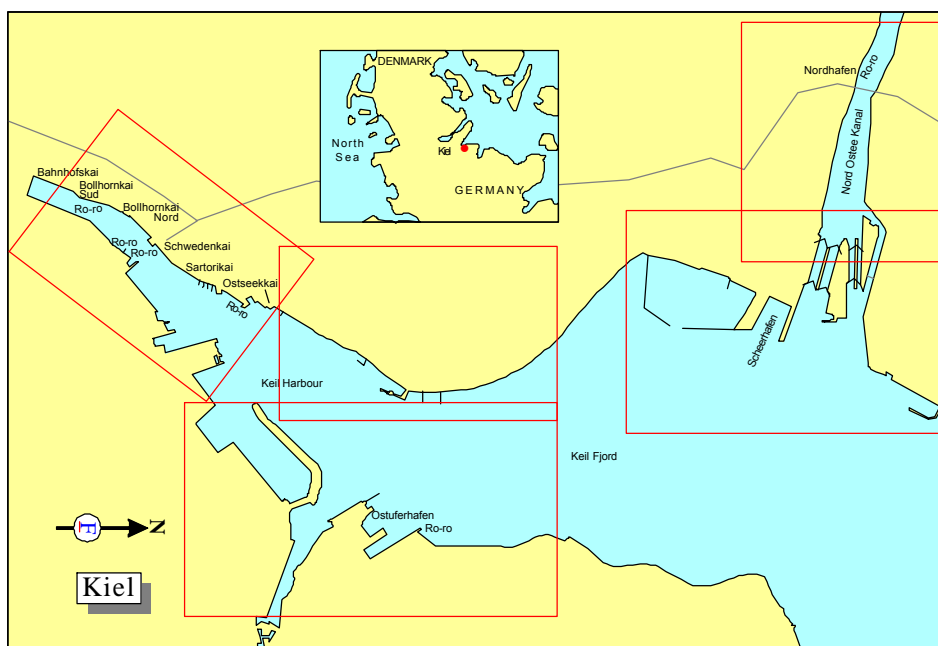 DENMARK
North
Sea
Kiel
GERMANY
Nordhafen
Ro-ro
Nord Ostee Kanal
Bahnhofskai
Bollhornkai
Sud
Ro-ro
Bollhornkai
Nord
Ro-ro
Ro-ro
Schwedenkai
Sartorikai
Ostseekkai
Ro-ro
Scheerhafen
Keil Harbour
Keil Fjord
Ostuferhafen
Ro-ro
N
Kiel